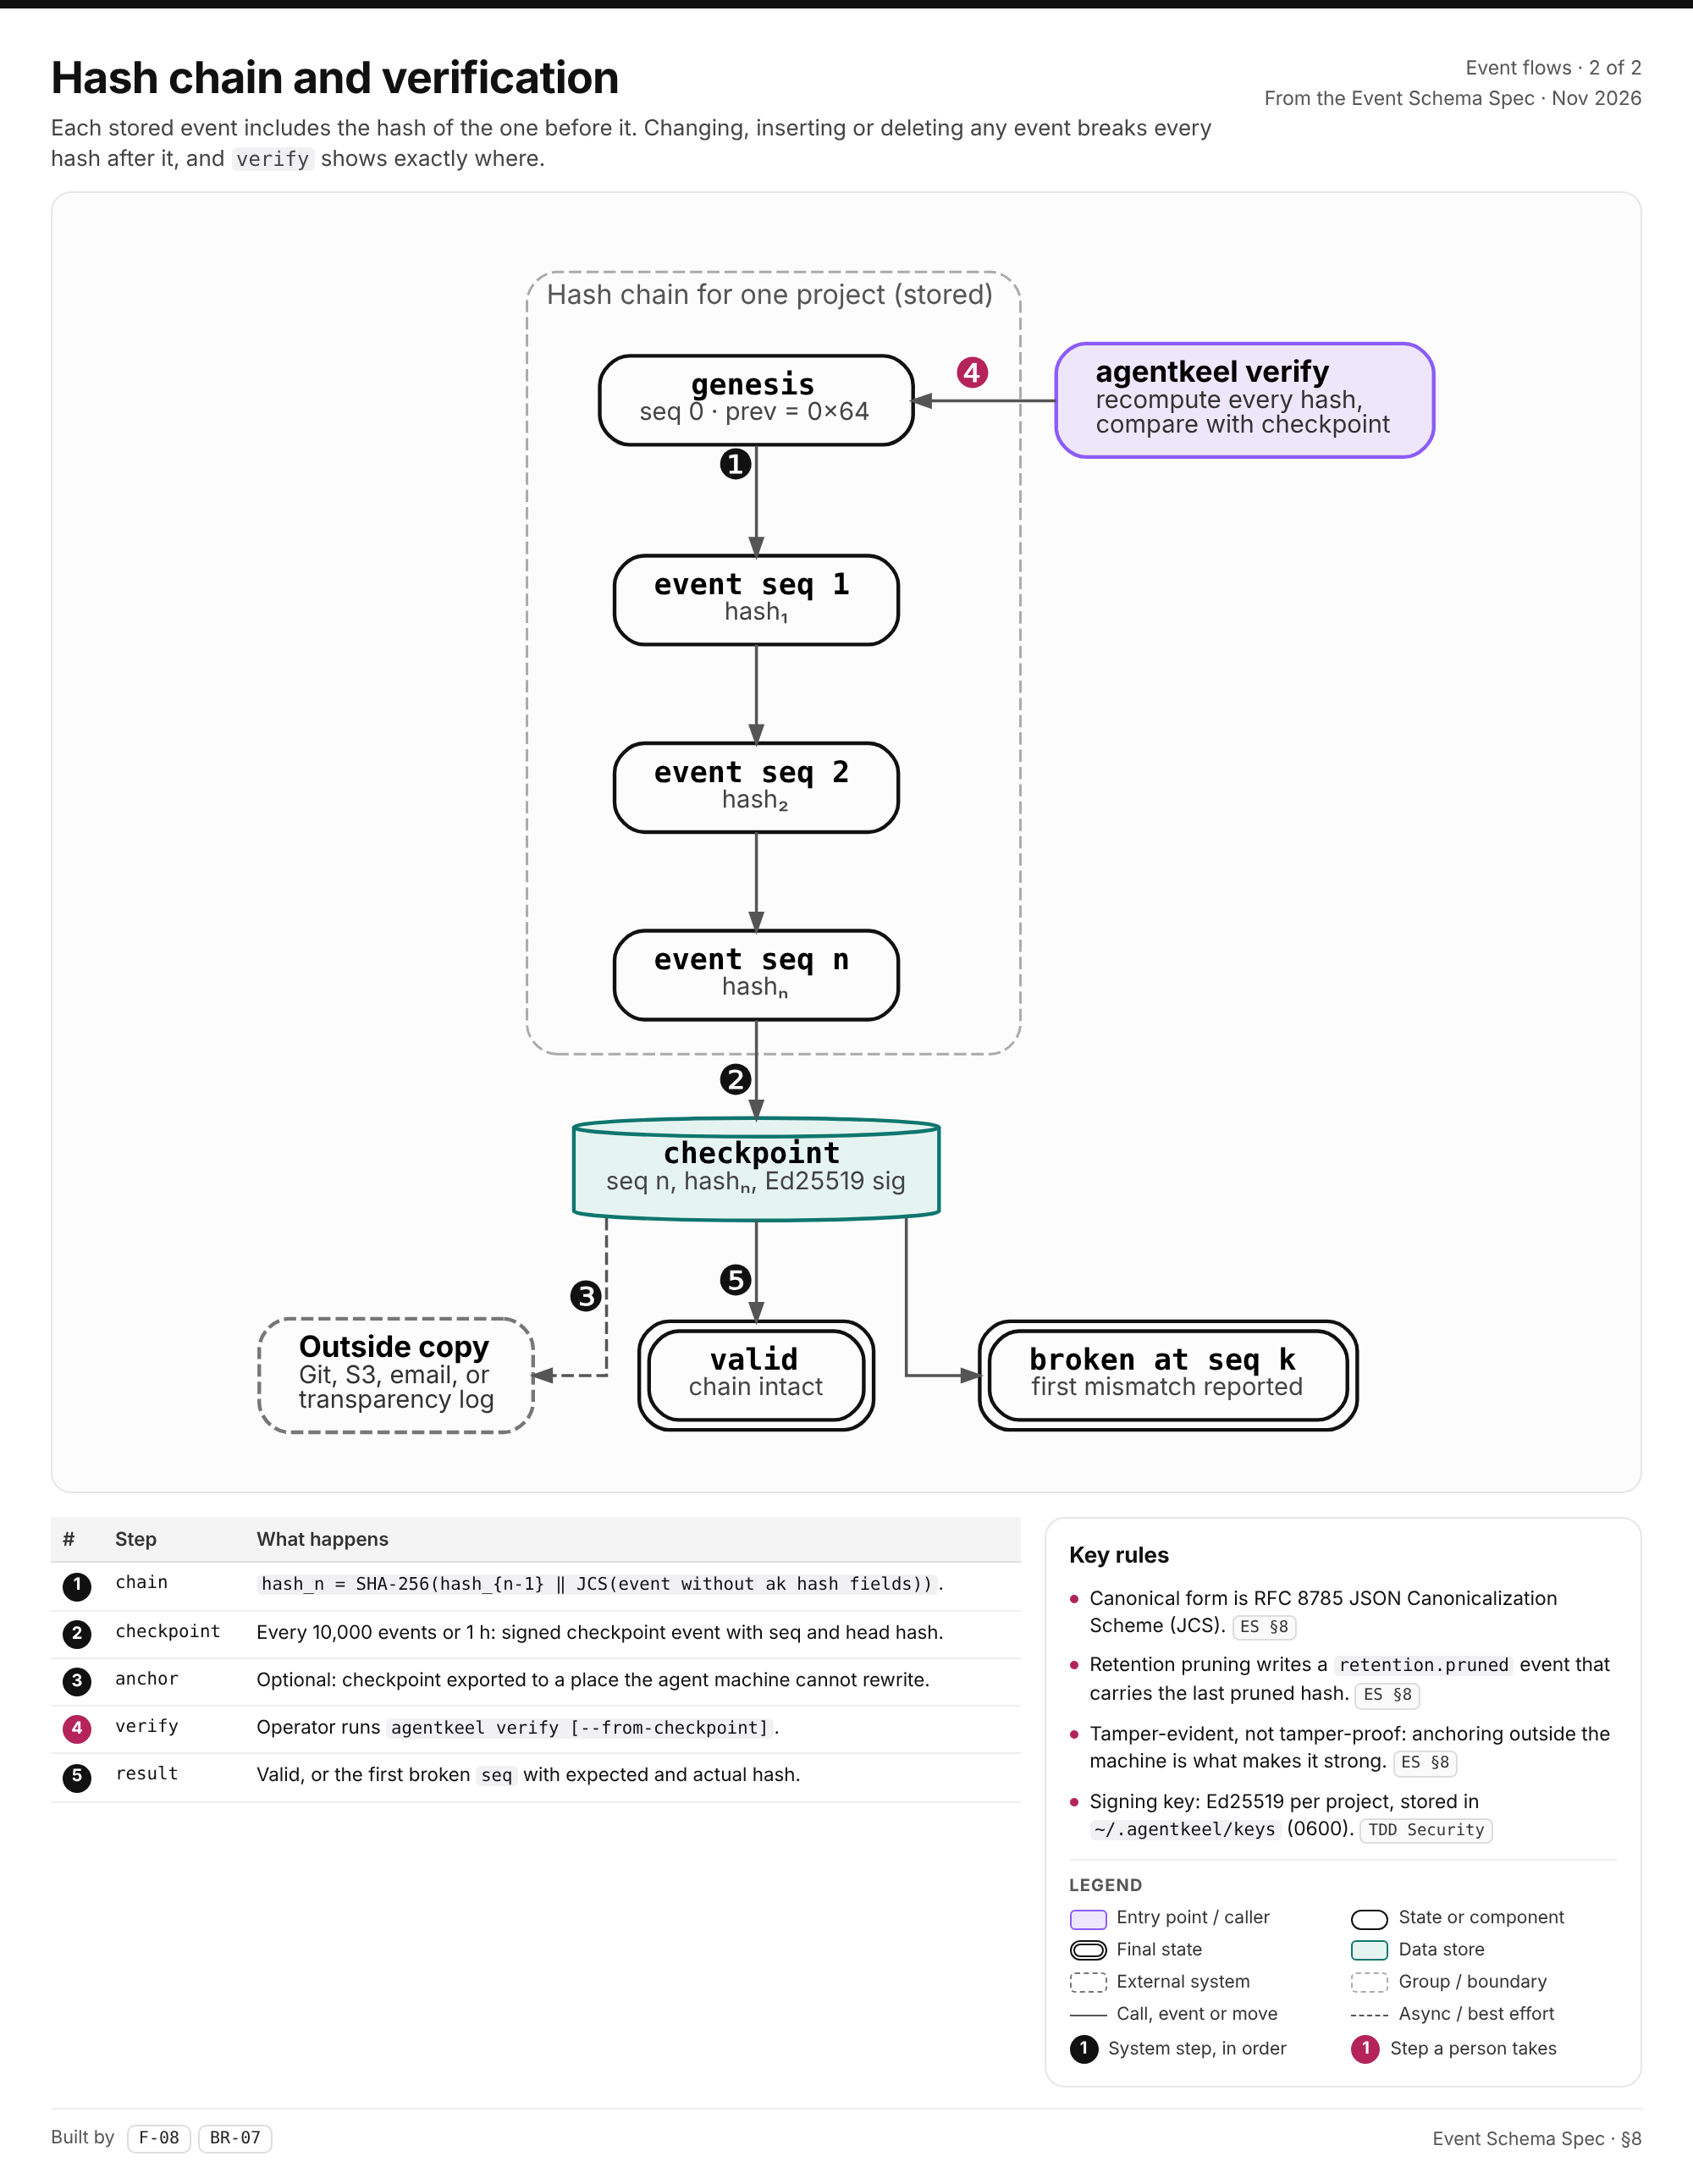 Hash chain and verification
Event flows · 2 of 2
From the Event Schema Spec · Nov 2026
Each stored event includes the hash of the one before it. Changing, inserting or deleting any event breaks every
hash after it, and verify shows exactly where.
Hash chain for one project (stored)
genesis
seq 0 · prev = 0×64
4
agentkeel verify
recompute every hash,
compare with checkpoint
1
event seq 1
hash₁
event seq 2
hash₂
event seq n
hashₙ
2
checkpoint
seq n, hashₙ, Ed25519 sig
3
5
Outside copy
Git, S3, email, or
transparency log
valid
chain intact
broken at seq k
first mismatch reported
# Step What happens
1 chain hash_n = SHA-256(hash_{n-1} ‖ JCS(event without ak hash fields)).
2 checkpoint Every 10,000 events or 1 h: signed checkpoint event with seq and head hash.
3 anchor Optional: checkpoint exported to a place the agent machine cannot rewrite.
4 verify Operator runs agentkeel verify [--from-checkpoint].
5 result Valid, or the first broken seq with expected and actual hash.
Key rules
• Canonical form is RFC 8785 JSON Canonicalization
Scheme (JCS). ES §8
• Retention pruning writes a retention.pruned event that
carries the last pruned hash. ES §8
• Tamper-evident, not tamper-proof: anchoring outside the
machine is what makes it strong. ES §8
• Signing key: Ed25519 per project, stored in
~/.agentkeel/keys (0600). TDD Security
LEGEND
Entry point / caller
State or component
Final state
Data store
External system
Group / boundary
Call, event or move
Async / best effort
1 System step, in order
1 Step a person takes
Built by F-08 BR-07
Event Schema Spec · §8